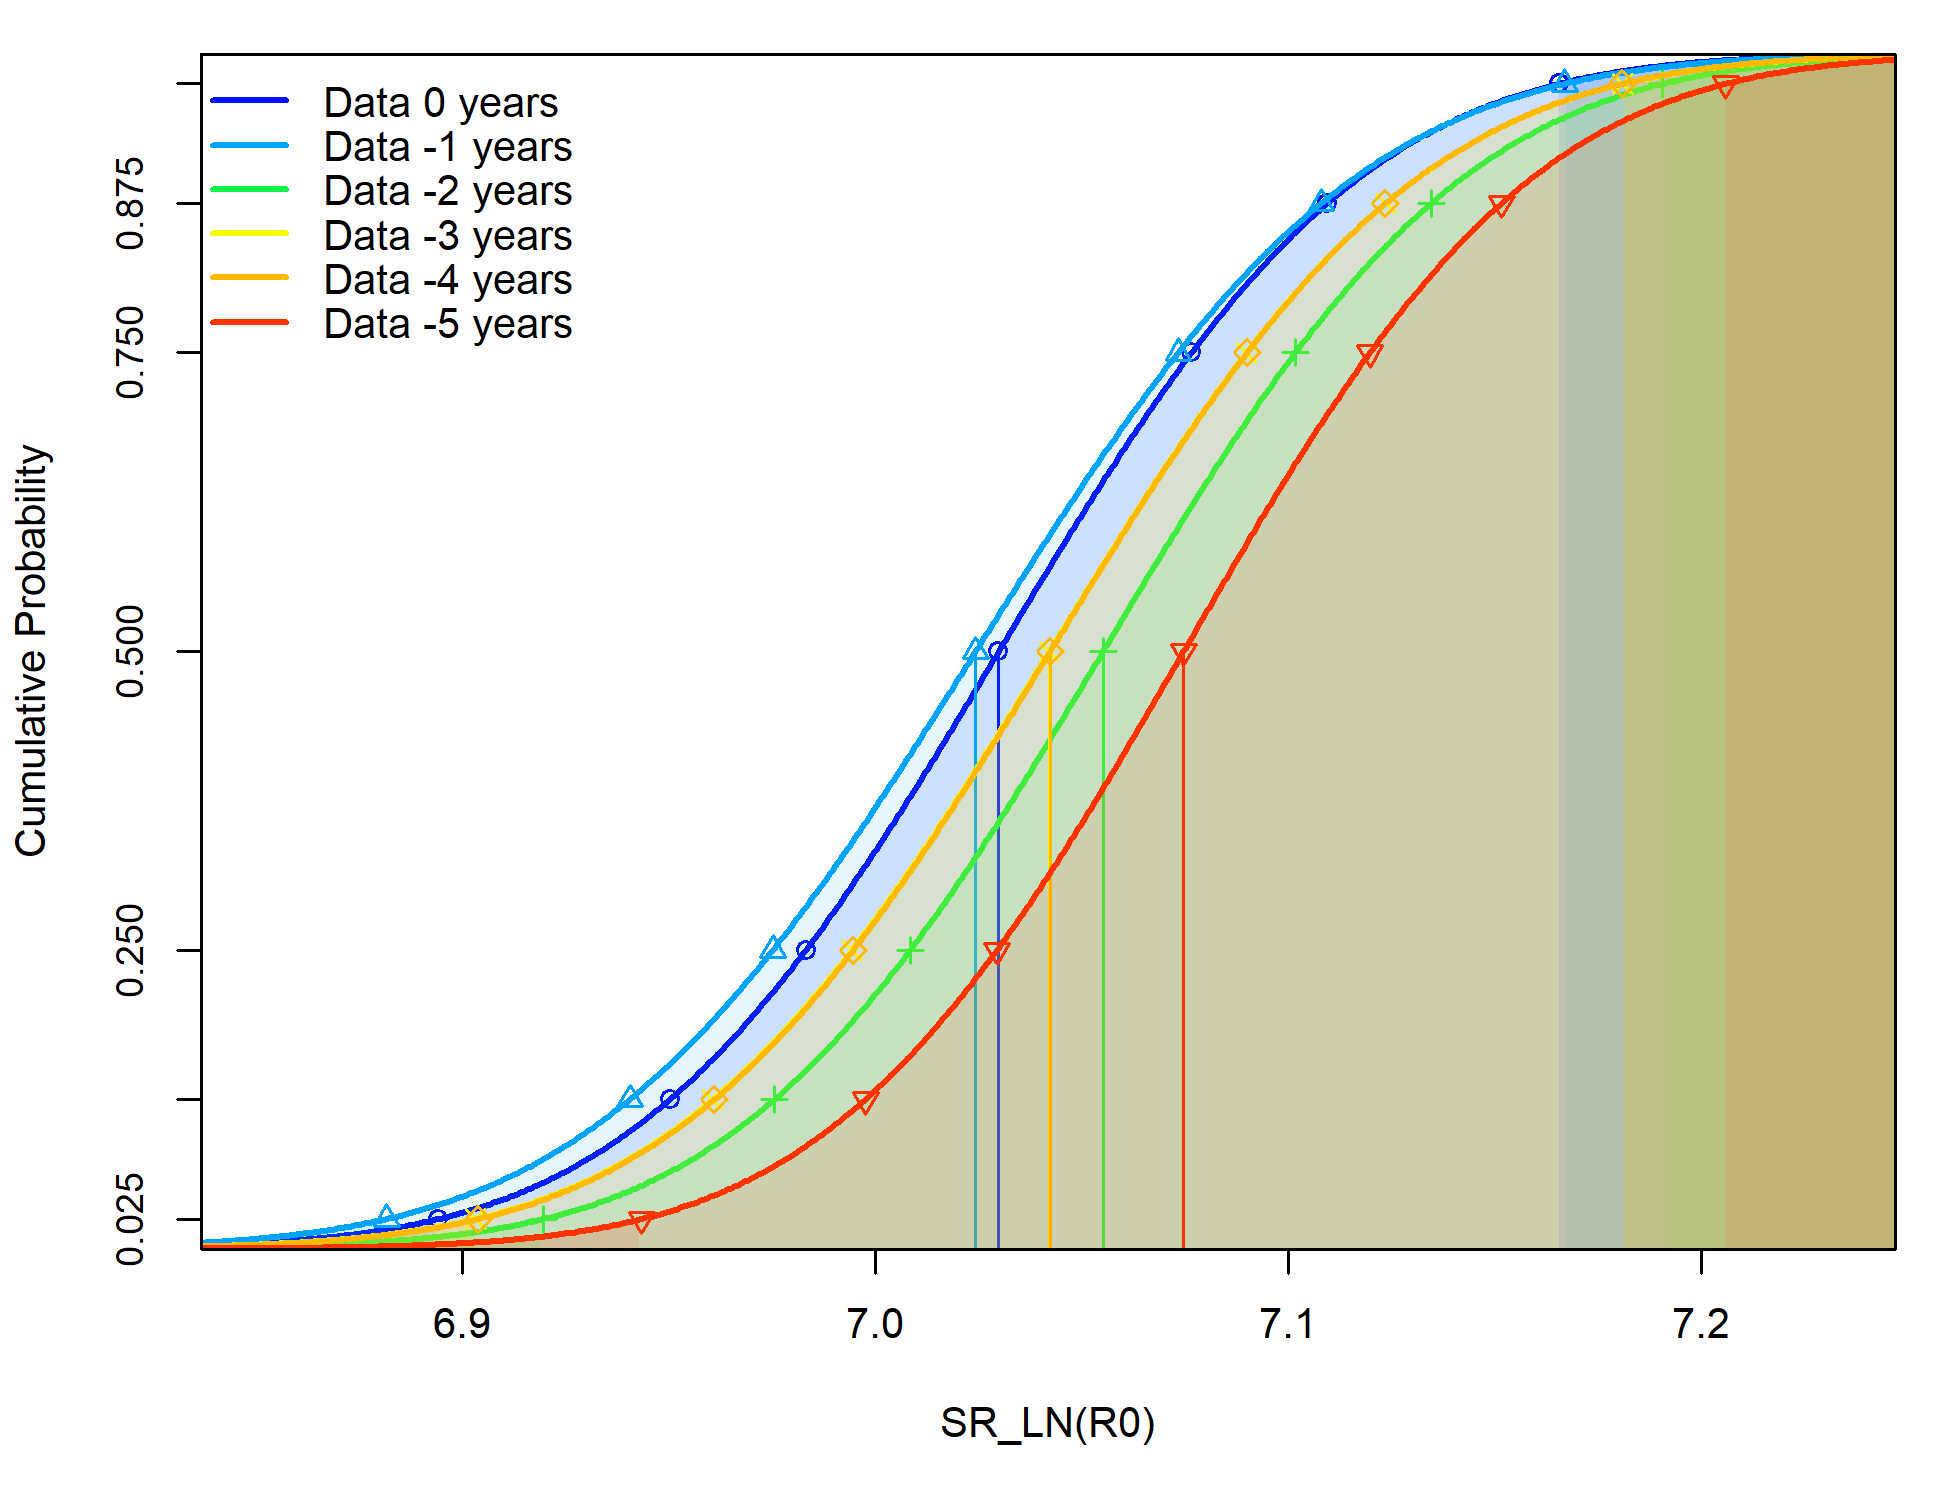 Data 0 years
Data -1 years
Data -2 years
Data -3 years
Data -4 years
Data -5 years
Cumulative Probability
0.875
0.750
0.500
0.250
0.025
6.9 7.0 7.1 7.2
SR_LN(R0)